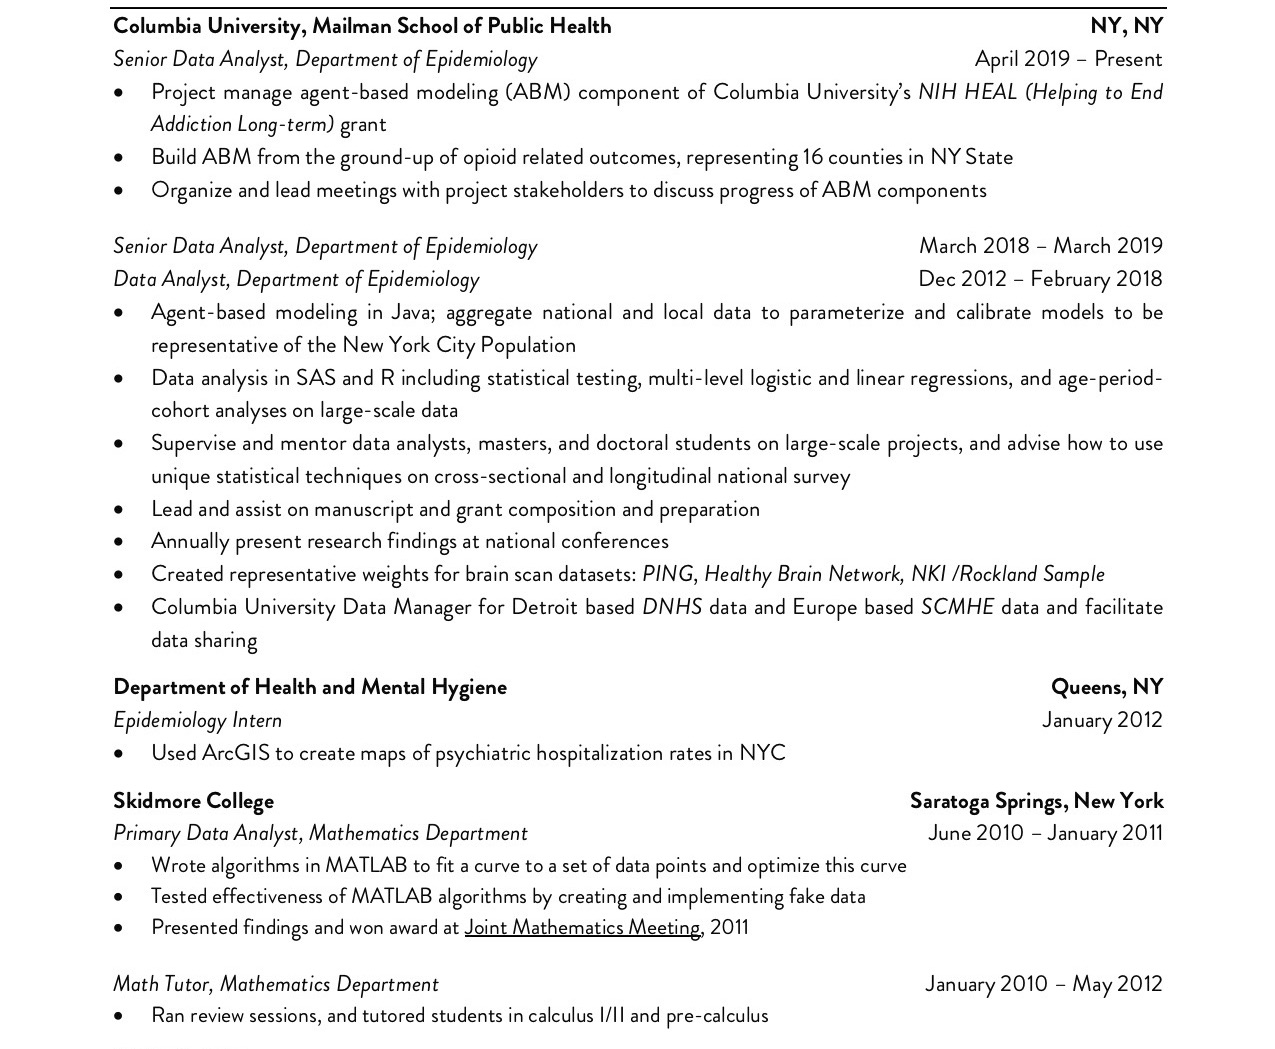 Columbia University, Mailman School of Public Health NY, NY
Senior Data Analyst, Department of Epidemiology April 2019 – Present
• Project manage agent-based modeling (ABM) component of Columbia University’s NIH HEAL (Helping to End
Addiction Long-term) grant
• Build ABM from the ground-up of opioid related outcomes, representing 16 counties in NY State
• Organize and lead meetings with project stakeholders to discuss progress of ABM components
Senior Data Analyst, Department of Epidemiology March 2018 – March 2019
Data Analyst, Department of Epidemiology Dec 2012 – February 2018
• Agent-based modeling in Java; aggregate national and local data to parameterize and calibrate models to be
representative of the New York City Population
• Data analysis in SAS and R including statistical testing, multi-level logistic and linear regressions, and age-period-
cohort analyses on large-scale data
• Supervise and mentor data analysts, masters, and doctoral students on large-scale projects, and advise how to use
unique statistical techniques on cross-sectional and longitudinal national survey
• Lead and assist on manuscript and grant composition and preparation
• Annually present research findings at national conferences
• Created representative weights for brain scan datasets: PING, Healthy Brain Network, NKI /Rockland Sample
• Columbia University Data Manager for Detroit based DNHS data and Europe based SCMHE data and facilitate
data sharing
Department of Health and Mental Hygiene Queens, NY
Epidemiology Intern January 2012
• Used ArcGIS to create maps of psychiatric hospitalization rates in NYC
Skidmore College Saratoga Springs, New York
Primary Data Analyst, Mathematics Department June 2010 – January 2011
• Wrote algorithms in MATLAB to fit a curve to a set of data points and optimize this curve
• Tested effectiveness of MATLAB algorithms by creating and implementing fake data
• Presented findings and won award at Joint Mathematics Meeting, 2011
Math Tutor, Mathematics Department January 2010 – May 2012
• Ran review sessions, and tutored students in calculus I/II and pre-calculus